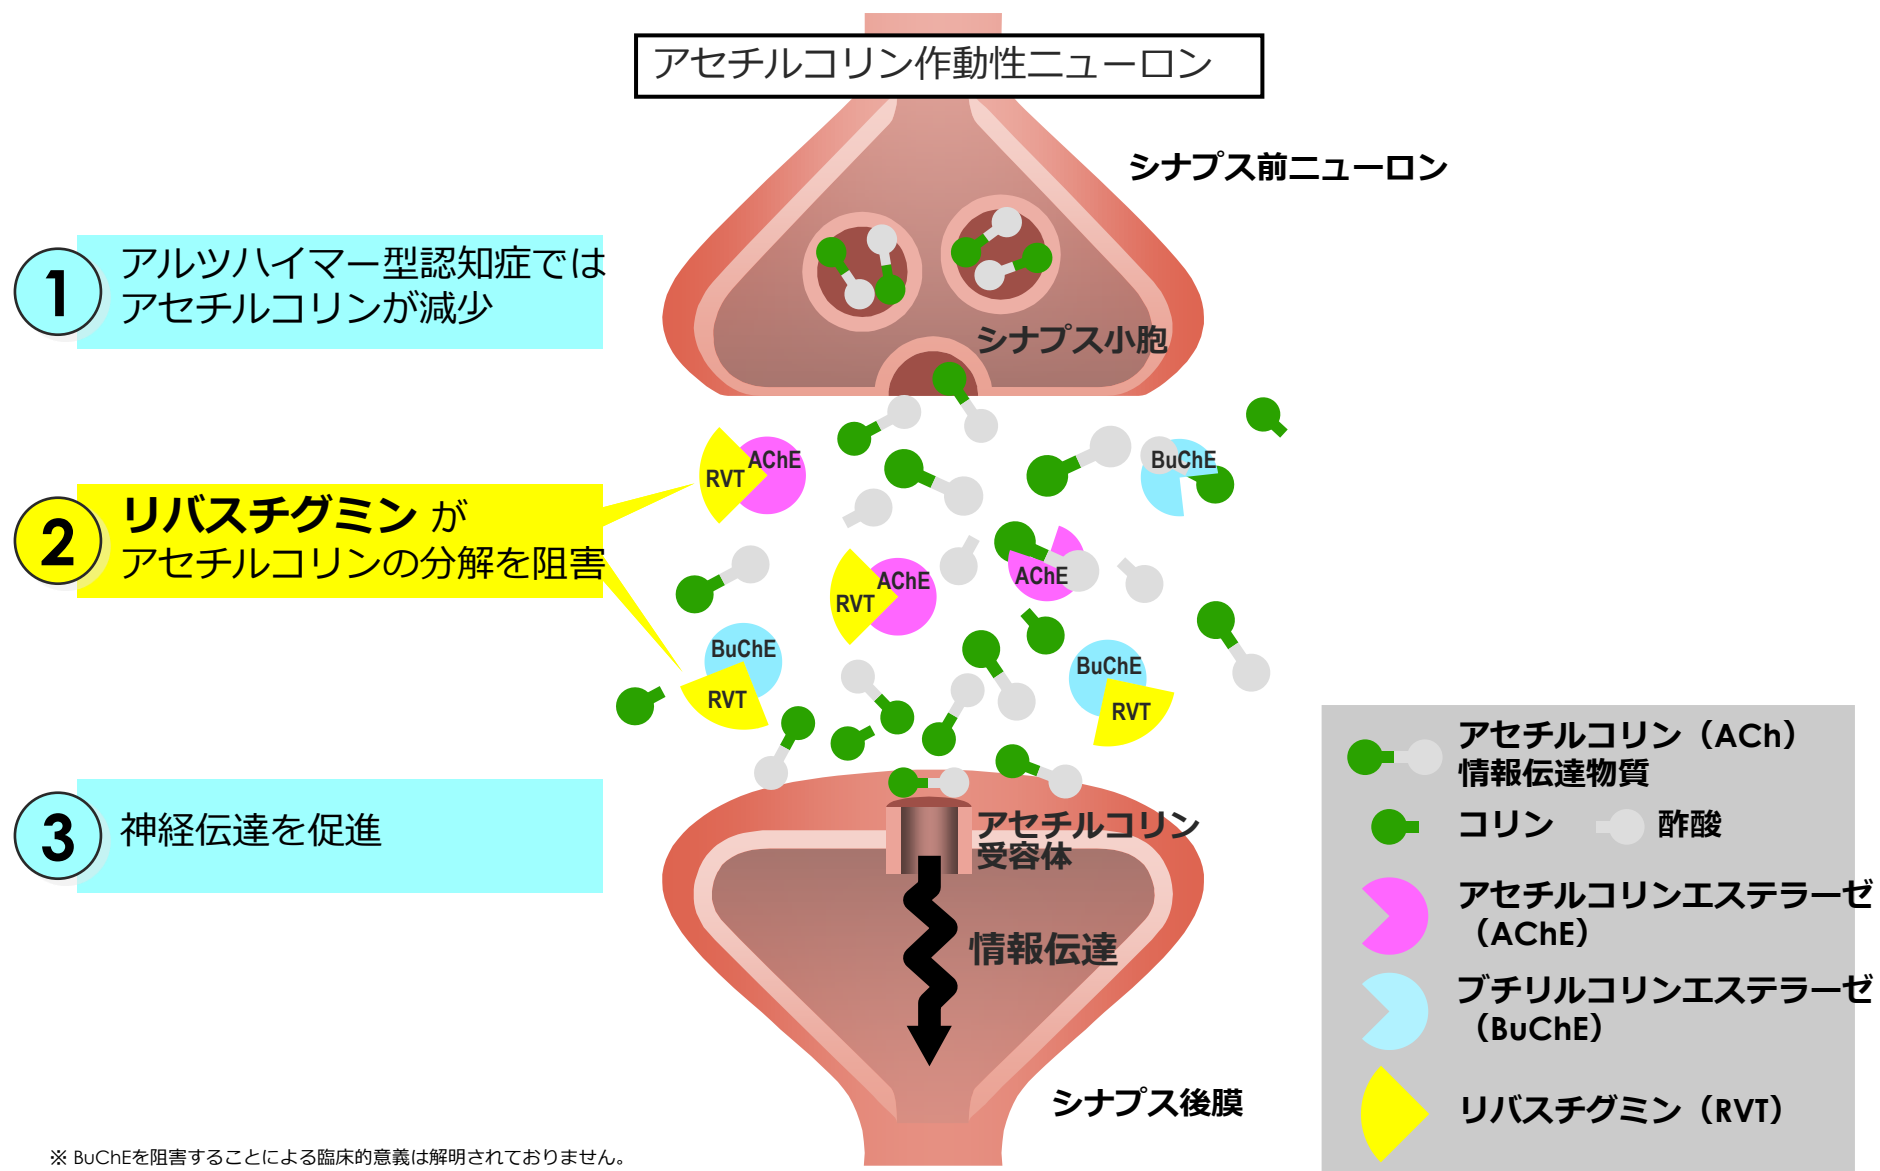 アセチルコリン作動性ニューロン
シナプス前ニューロン
1
アルツハイマー型認知症では
アセチルコリンが減少
シナプス小胞
2
リバスチグミン が
アセチルコリンの分解を阻害
RVT
AChE
BuChE
RVT
AChE
AChE
BuChE
RVT
BuChE
RVT
3
神経伝達を促進
アセチルコリン
受容体
情報伝達
シナプス後膜
アセチルコリン（ACh）
情報伝達物質
コリン
酢酸
アセチルコリンエステラーゼ
（AChE）
ブチリルコリンエステラーゼ
（BuChE）
リバスチグミン（RVT）
※ BuChEを阻害することによる臨床的意義は解明されておりません。